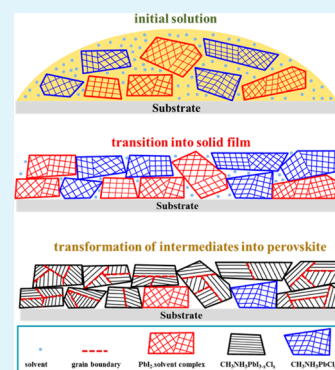 initial solution
Substrate
transition into solid film
Substrate
transformation of intermediates into perovskite
Substrate
solvent grain boundary PbI₂.solvent complex CH₃NH₃PbI₃₋ₓClₓ CH₃NH₃PbCl